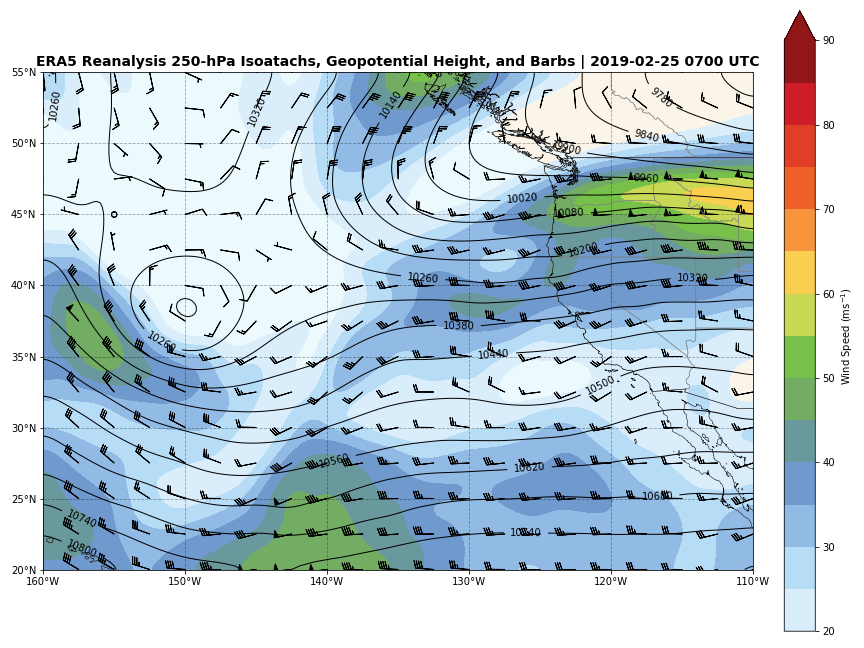 ERA5 Reanalysis 250-hPa Isoatachs, Geopotential Height, and Barbs | 2019-02-25 0700 UTC
55°N
50°N
45°N
40°N
35°N
30°N
25°N
20°N
160°W
150°W
140°W
130°W
120°W
110°W
10260
10320
10140
9780
9840
9900
9960
10020
10080
10200
10260
10320
10260
10380
10440
10500
10560
10620
10680
10740
10800
90
80
70
60
50
40
30
20
Wind Speed (ms⁻¹)